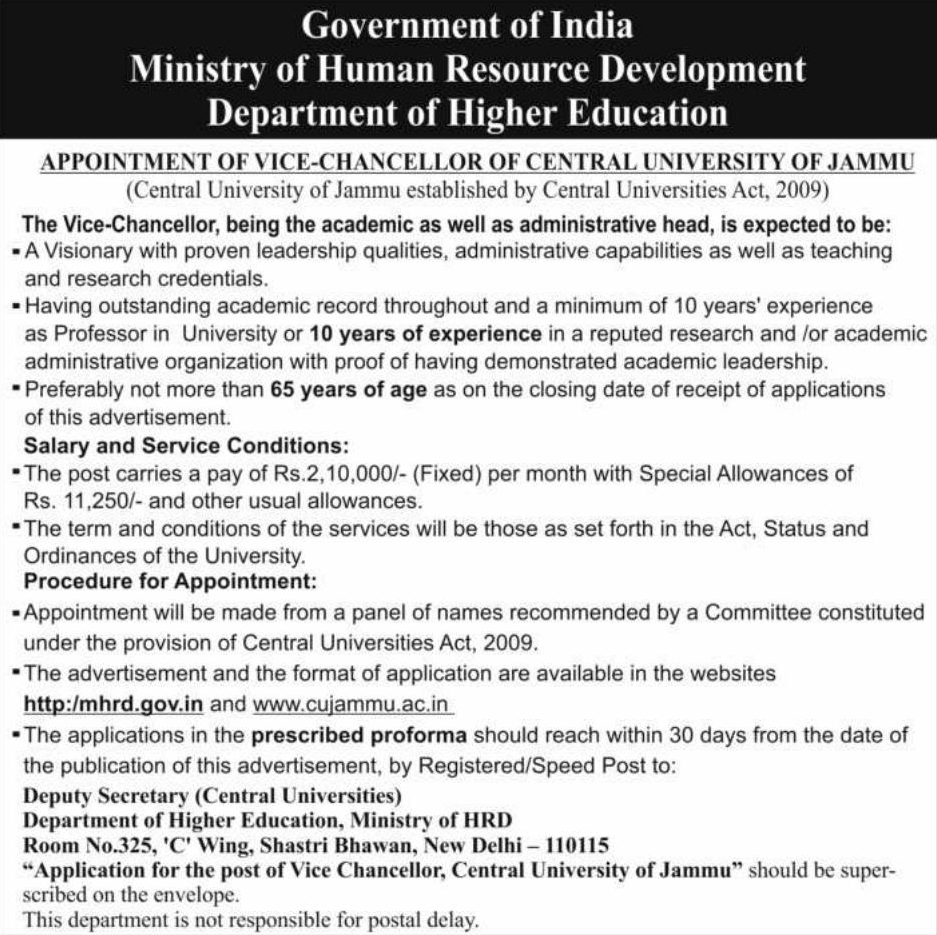 Government of India
Ministry of Human Resource Development
Department of Higher Education
APPOINTMENT OF VICE-CHANCELLOR OF CENTRAL UNIVERSITY OF JAMMU
(Central University of Jammu established by Central Universities Act, 2009)
The Vice-Chancellor, being the academic as well as administrative head, is expected to be:
▪ A Visionary with proven leadership qualities, administrative capabilities as well as teaching
and research credentials.
▪ Having outstanding academic record throughout and a minimum of 10 years' experience
as Professor in University or 10 years of experience in a reputed research and /or academic
administrative organization with proof of having demonstrated academic leadership.
▪ Preferably not more than 65 years of age as on the closing date of receipt of applications
of this advertisement.
Salary and Service Conditions:
▪ The post carries a pay of Rs.2,10,000/- (Fixed) per month with Special Allowances of
Rs. 11,250/- and other usual allowances.
▪ The term and conditions of the services will be those as set forth in the Act, Status and
Ordinances of the University.
Procedure for Appointment:
▪ Appointment will be made from a panel of names recommended by a Committee constituted
under the provision of Central Universities Act, 2009.
▪ The advertisement and the format of application are available in the websites
http:/mhrd.gov.in and www.cujammu.ac.in
▪ The applications in the prescribed proforma should reach within 30 days from the date of
the publication of this advertisement, by Registered/Speed Post to:
Deputy Secretary (Central Universities)
Department of Higher Education, Ministry of HRD
Room No.325, 'C' Wing, Shastri Bhawan, New Delhi – 110115
“Application for the post of Vice Chancellor, Central University of Jammu” should be super-
scribed on the envelope.
This department is not responsible for postal delay.